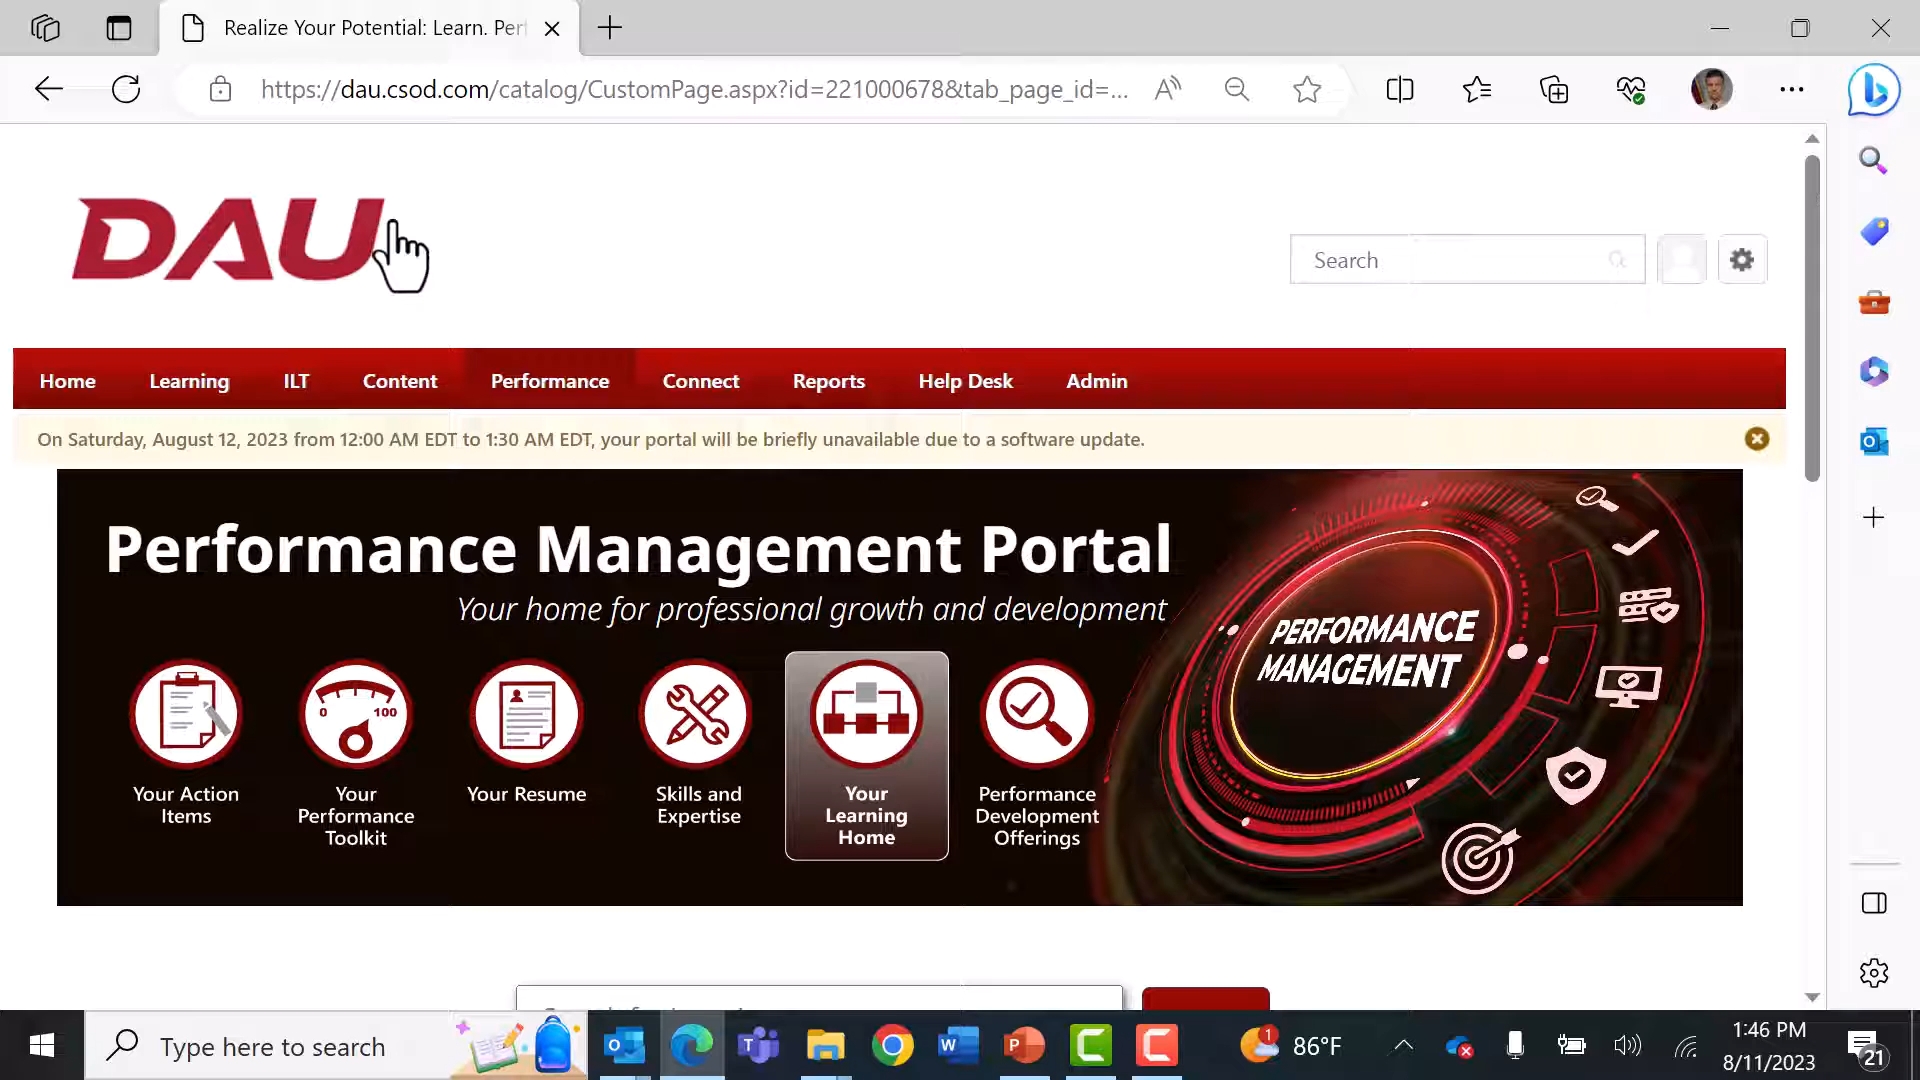 Realize Your Potential: Learn. Per
https://dau.csod.com/catalog/CustomPage.aspx?id=221000678&tab_page_id=...
DAU
Search
Home Learning ILT Content Performance Connect Reports Help Desk Admin
On Saturday, August 12, 2023 from 12:00 AM EDT to 1:30 AM EDT, your portal will be briefly unavailable due to a software update.
Performance Management Portal
Your home for professional growth and development
PERFORMANCE
MANAGEMENT
0 100
Your Action
Items
Your
Performance
Toolkit
Your Resume
Skills and
Expertise
Your
Learning
Home
Performance
Development
Offerings
Type here to search
1
86°F
1:46 PM
8/11/2023
21